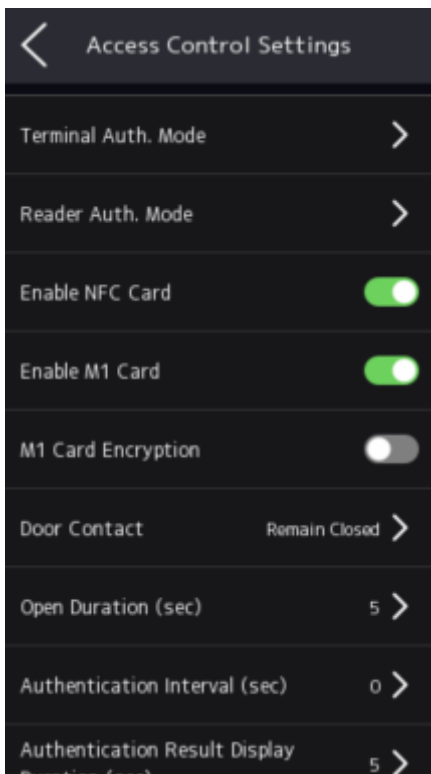 Access Control Settings
Terminal Auth. Mode
Reader Auth. Mode
Enable NFC Card
Enable M1 Card
M1 Card Encryption
Door Contact Remain Closed
Open Duration (sec) 5
Authentication Interval (sec) 0
Authentication Result Display 5